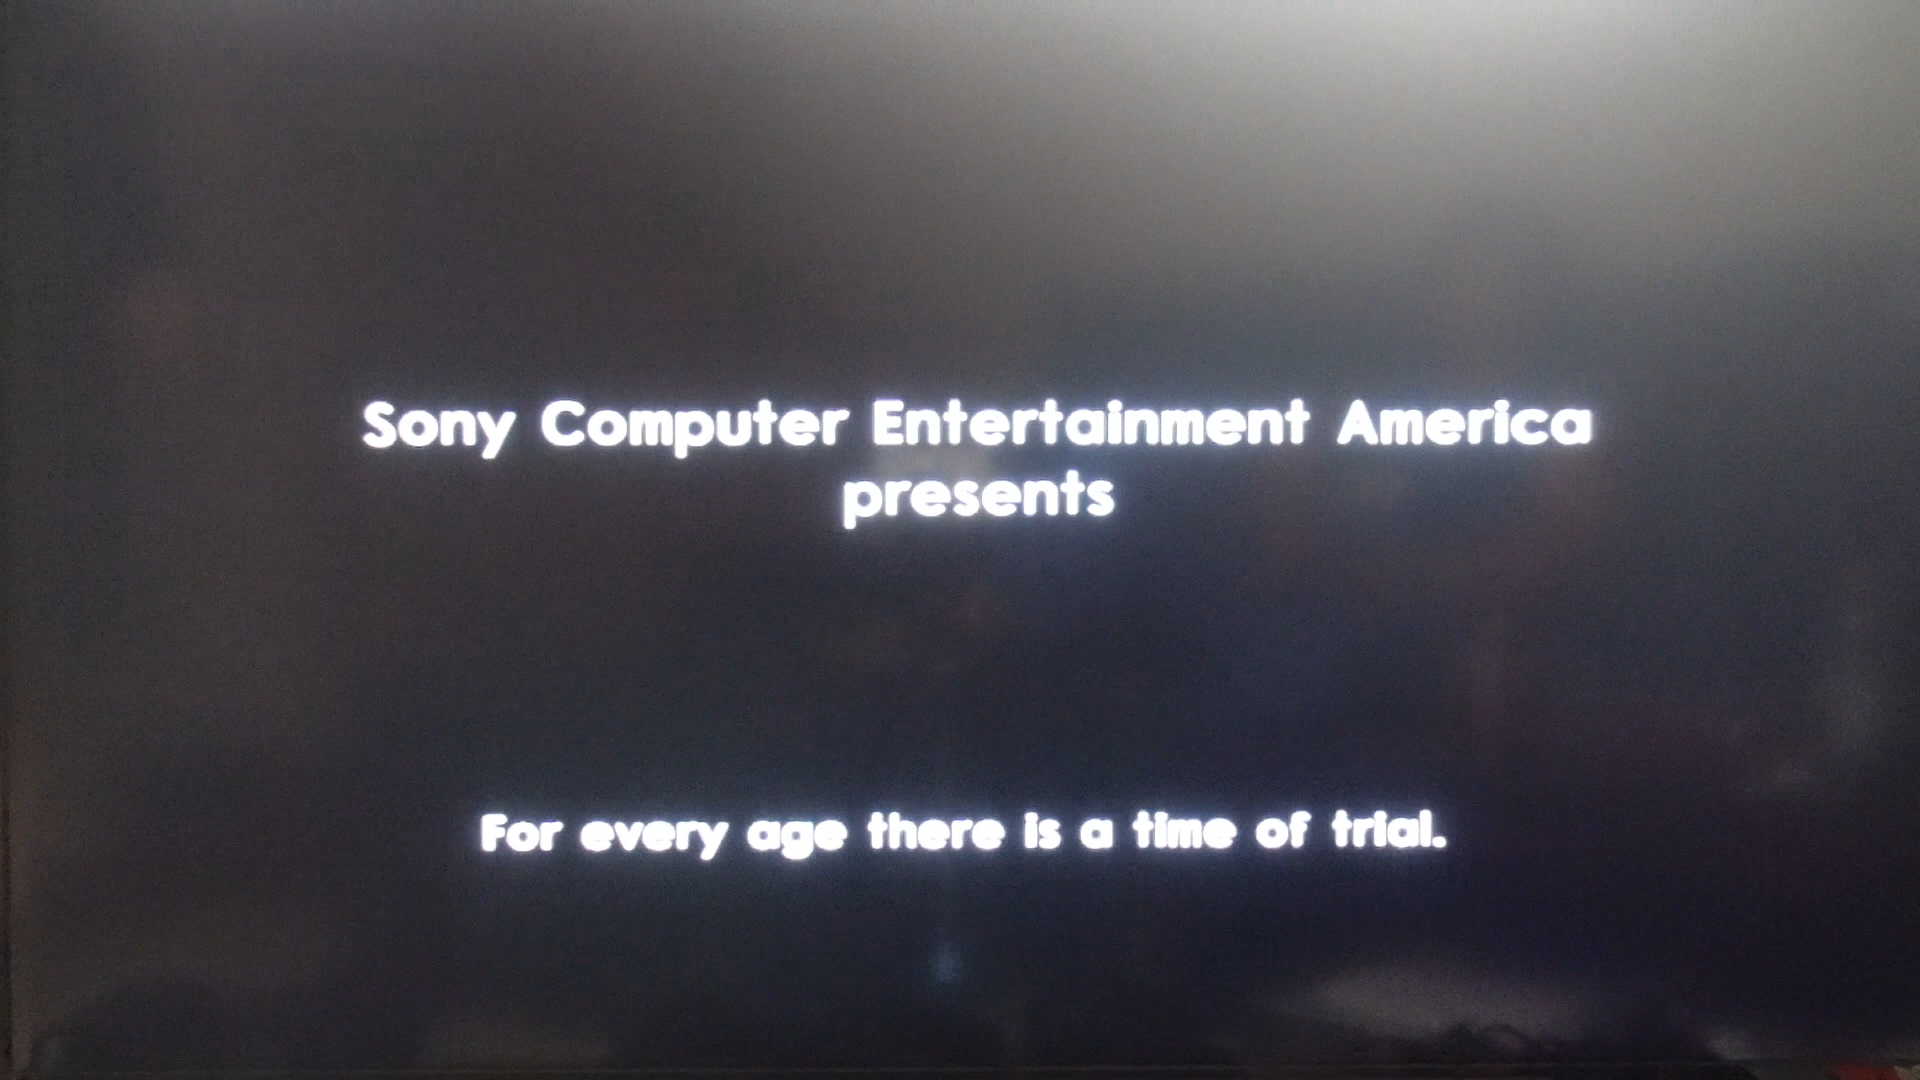 Sony Computer Entertainment America
presents
For every age there is a time of trial.